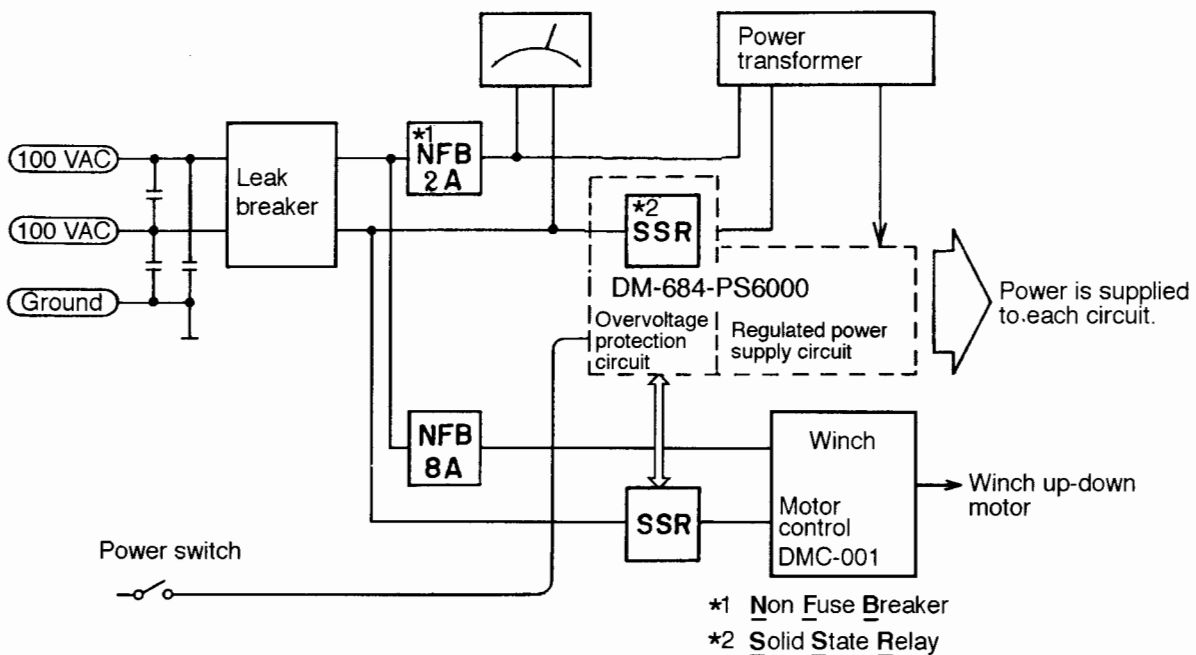 Power
transformer
100 VAC
Leak
breaker
*1
NFB
2A
100 VAC
*2
SSR
Ground
DM-684-PS6000
Overvoltage
protection
circuit
Regulated power
supply circuit
Power is supplied
to.each circuit.
NFB
8A
Winch
Motor
control
DMC-001
Winch up-down
motor
SSR
Power switch
*1 Non Fuse Breaker
*2 Solid State Relay